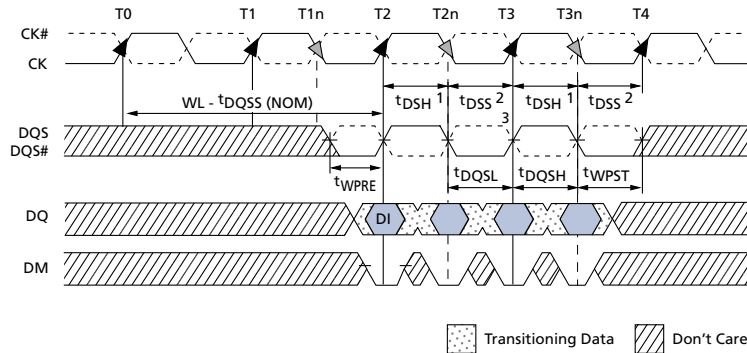 T0 T1 T1n T2 T2n T3 T3n T4
CK#
CK
tDSH 1 tDSS 2 tDSH 1 tDSS 2
WL - tDQSS (NOM)
3
DQS
DQS#
tWPRE tDQSL tDQSH tWPST
DQ DI
DM
Transitioning Data Don't Care